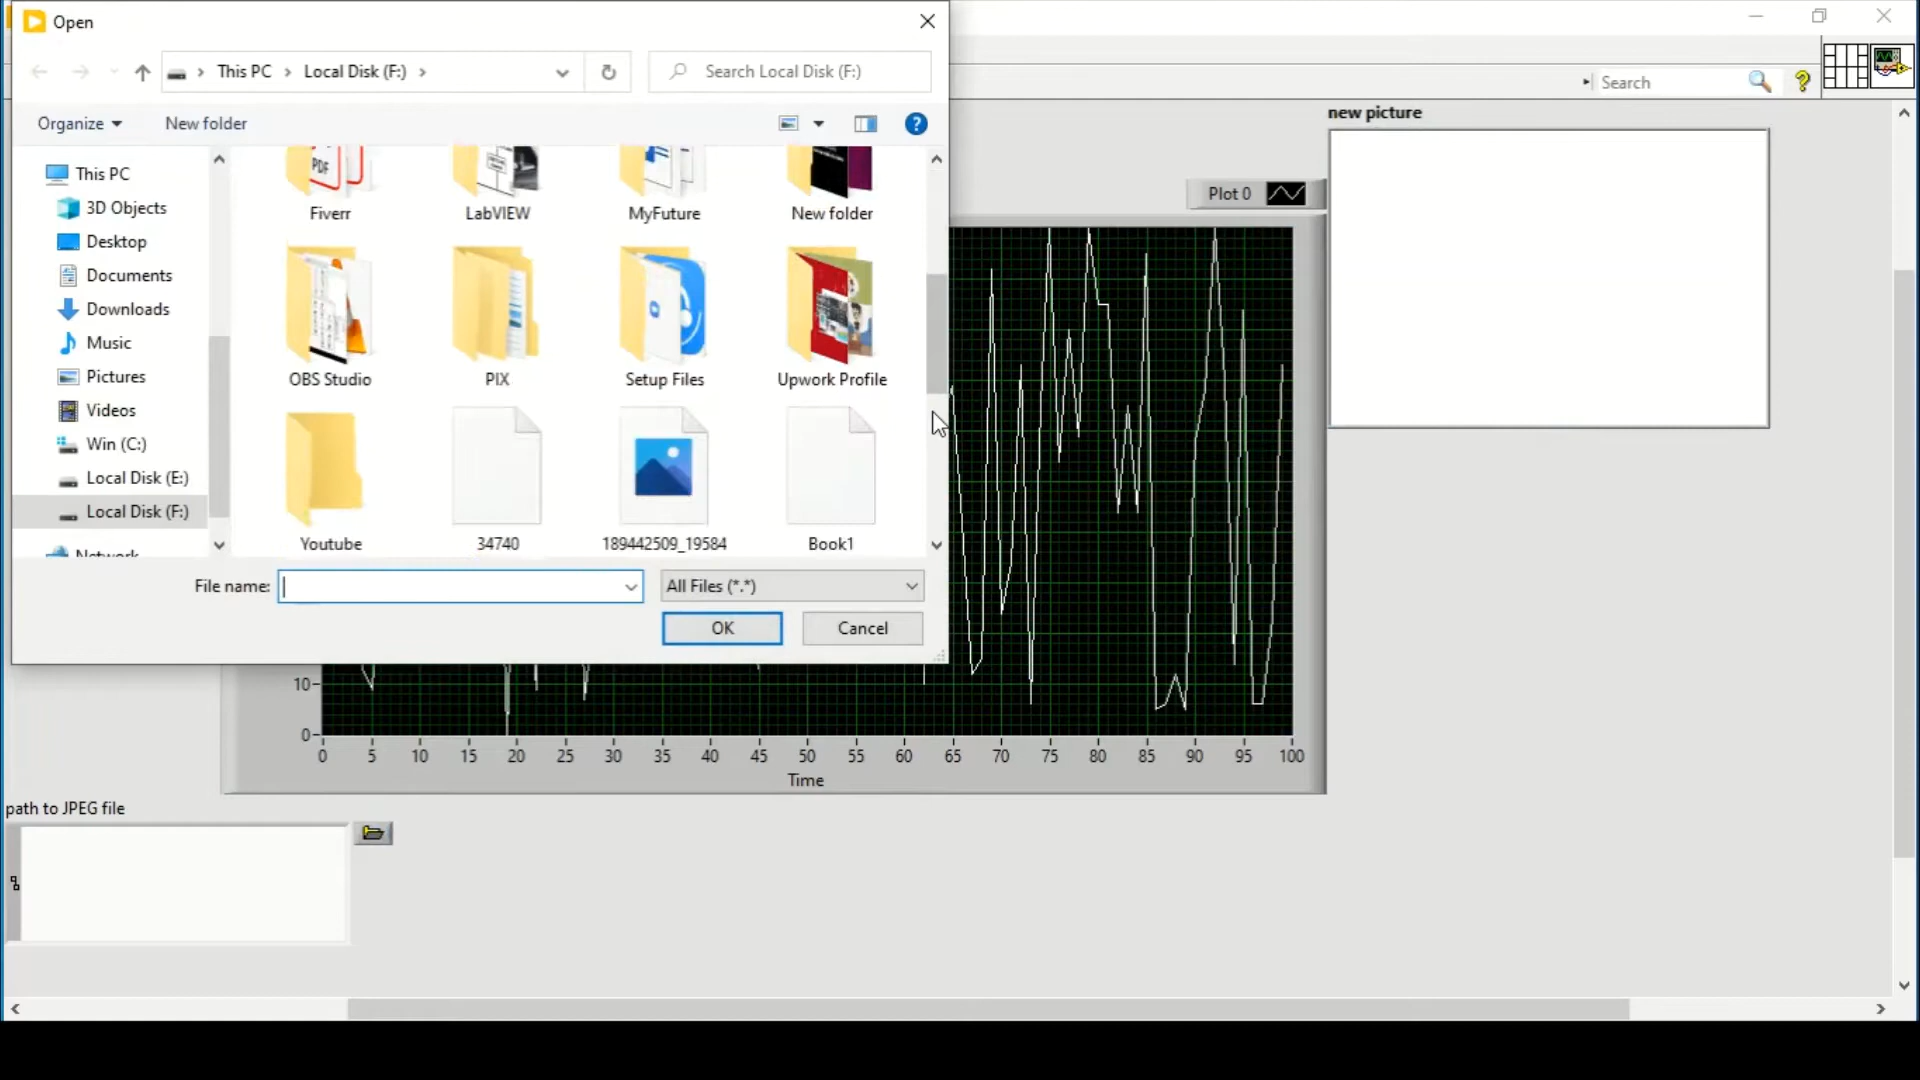 Open
This PC
Local Disk (F:)
Search Local Disk (F:)
Organize
New folder
?
Search
?
new picture
This PC
3D Objects
Desktop
Documents
Downloads
Music
Pictures
Videos
Win (C:)
Local Disk (E:)
Local Disk (F:)
Network
PDF
Fiverr
LabVIEW
MyFuture
New folder
OBS Studio
PIX
Setup Files
Upwork Profile
Youtube
34740
189442509_19584
Book1
File name:
All Files (*.*)
OK
Cancel
Plot 0
10
0
0 5 10 15 20 25 30 35 40 45 50 55 60 65 70 75 80 85 90 95 100
Time
path to JPEG file